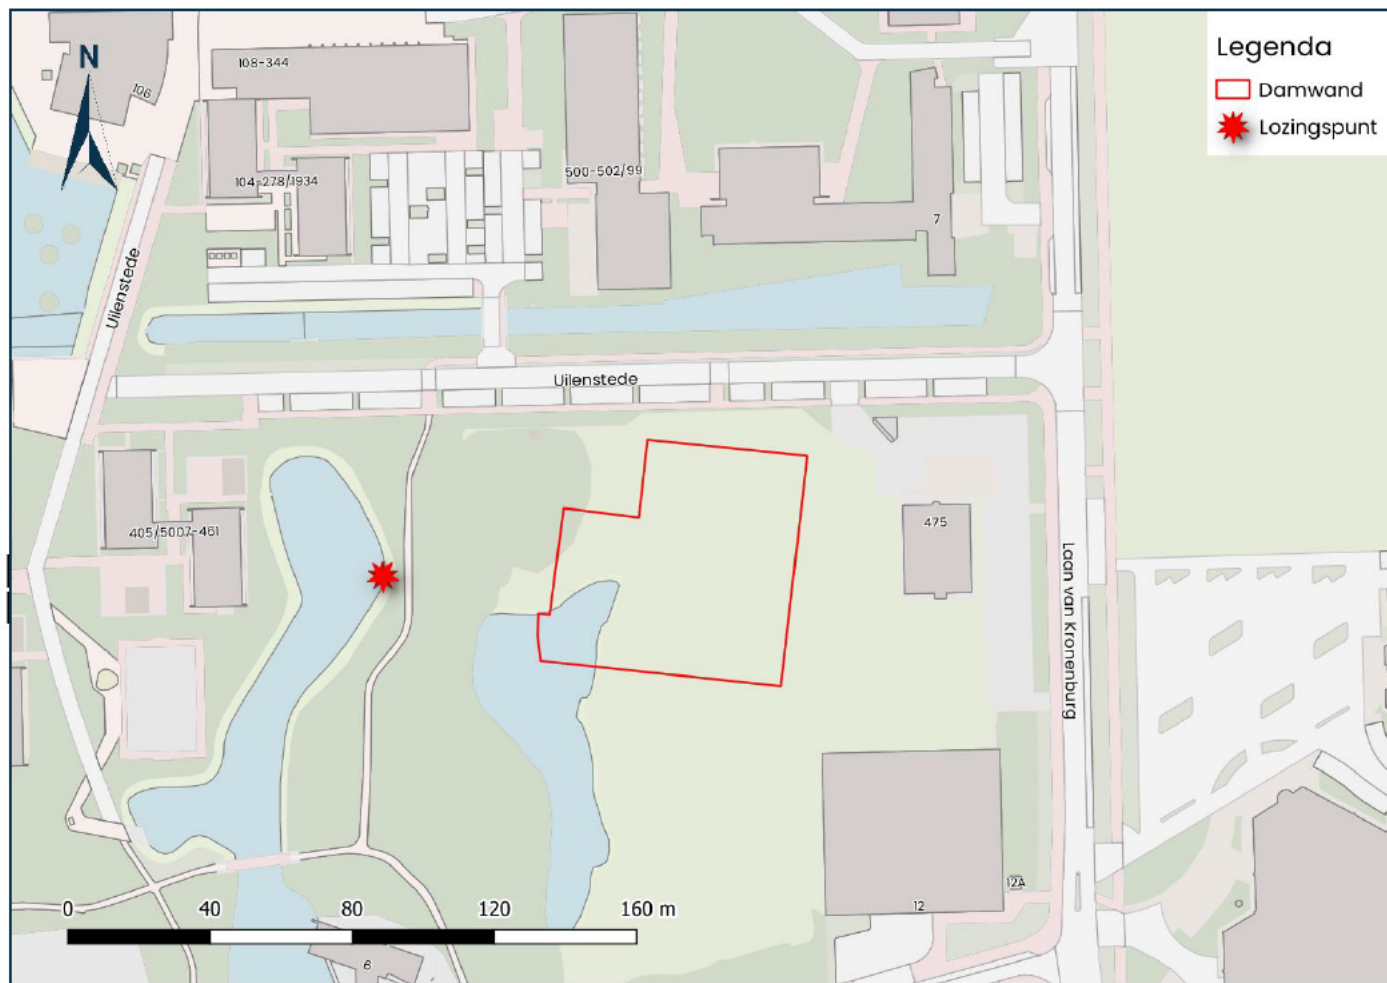 N
Legenda
Damwand
Lozingspunt
108-344
106
104-278/1934
500-502/99
7
Uilenstede
Uilenstede
405/5007-461
475
Laan van Kronenburg
12A
12
6
0 40 80 120 160 m